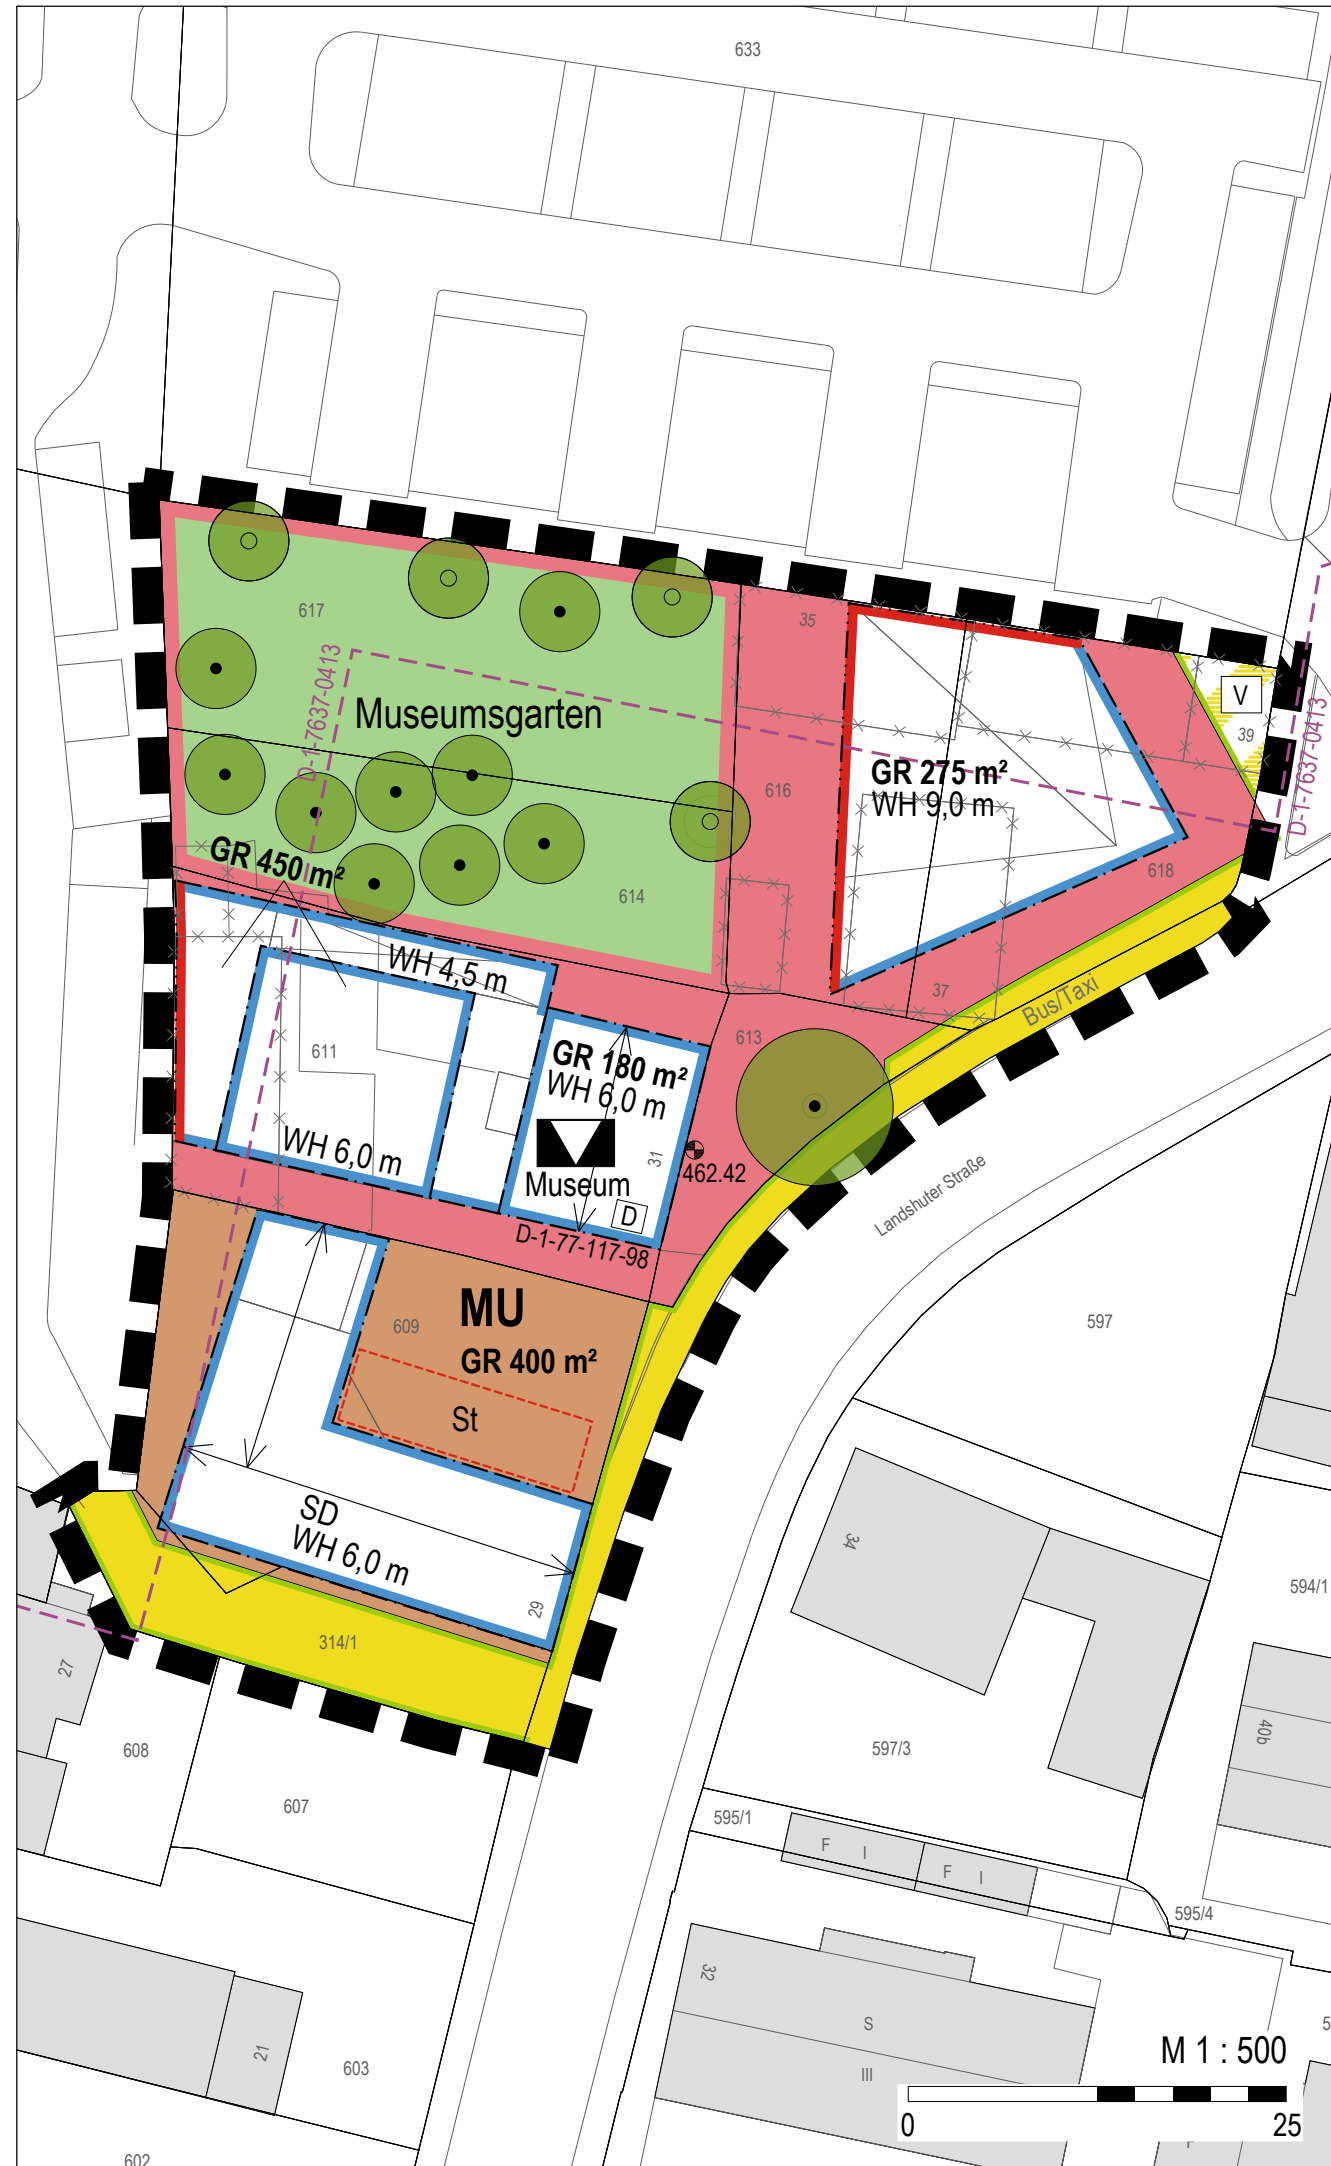 633
617
D-1-7637-0413
Museumsgarten
35
V
39
D-1-7637-0413
616
GR 275 m²
WH 9,0 m
GR 450 m²
618
614
WH 4,5 m
37
Bus/Taxi
613
611
GR 180 m²
WH 6,0 m
WH 6,0 m
31
462.42
Museum
D
D-1-77-117-98
Landshuter Straße
MU
609
GR 400 m²
St
597
SD
WH 6,0 m
29
34
594/1
314/1
27
608
597/3
40b
607
595/1
F I
F I
595/4
32
S
III
21
603
602
M 1 : 500
0 25